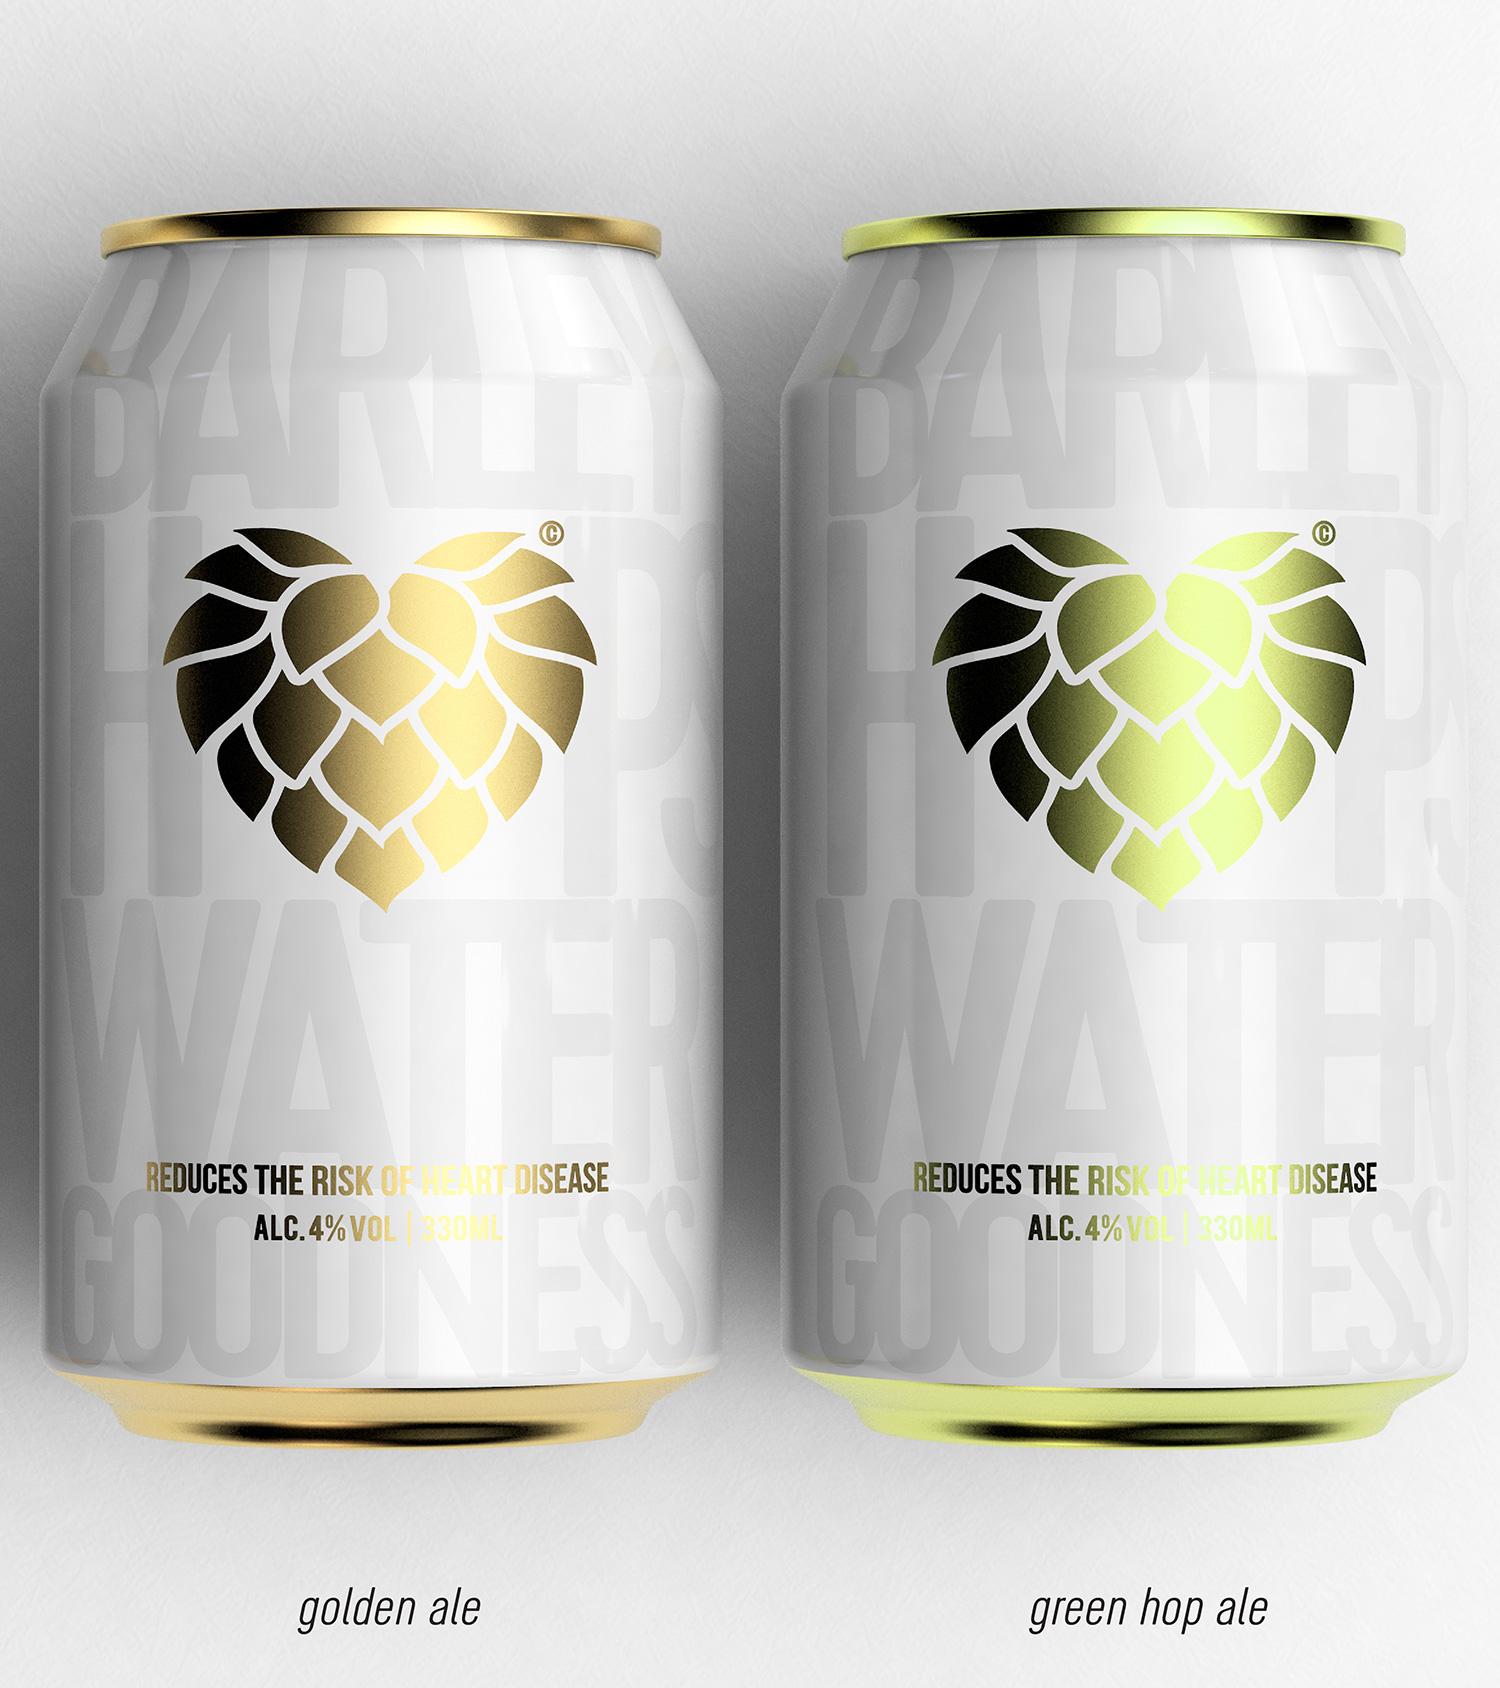 BARLEY
HOPS
WATER
GOODNESS
©
REDUCES THE RISK OF HEART DISEASE
ALC. 4% VOL | 330ML
BARLEY
HOPS
WATER
GOODNESS
©
REDUCES THE RISK OF HEART DISEASE
ALC. 4% VOL | 330ML
golden ale
green hop ale